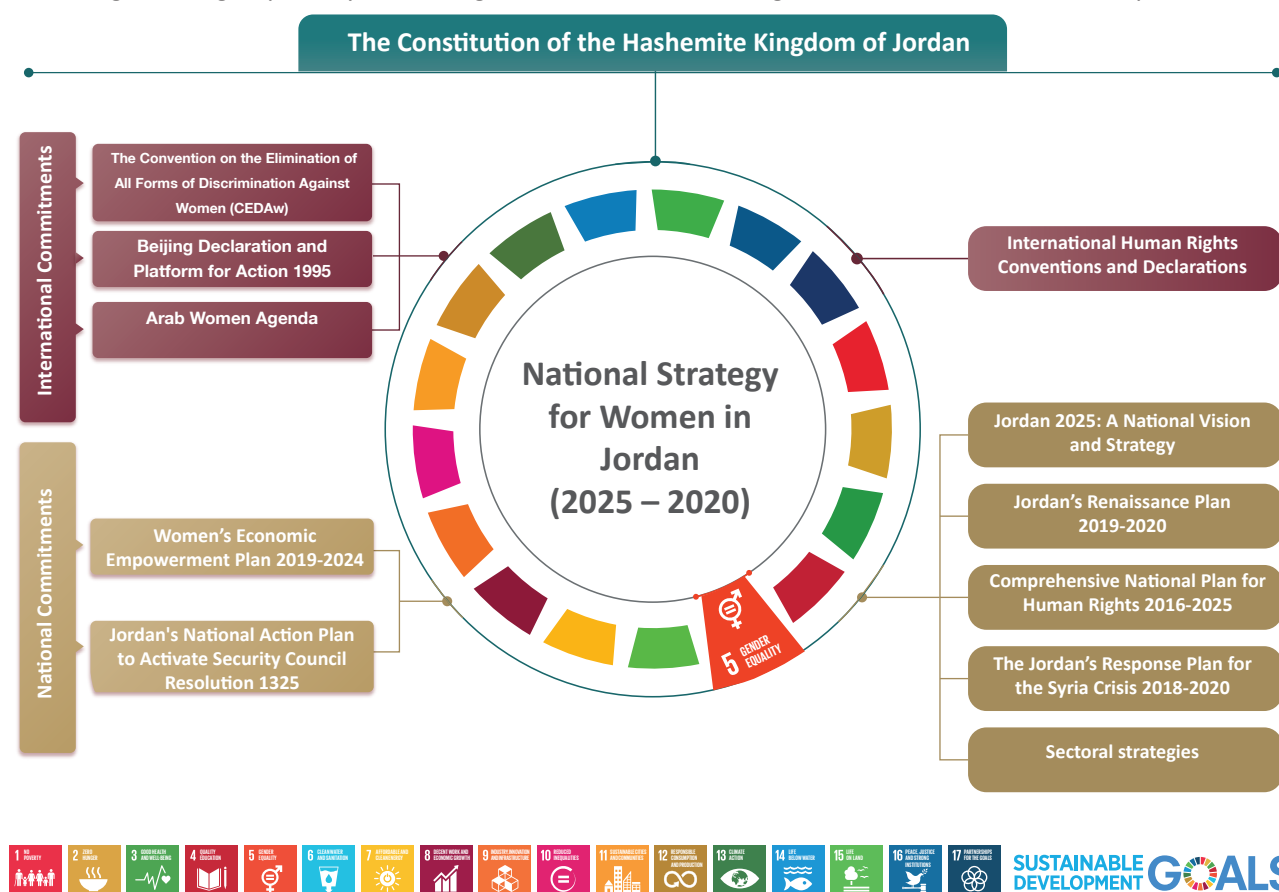 The Constitution of the Hashemite Kingdom of Jordan
International Commitments
The Convention on the Elimination of
All Forms of Discrimination Against
Women (CEDAw)
Beijing Declaration and
Platform for Action 1995
Arab Women Agenda
International Human Rights
Conventions and Declarations
National Strategy
for Women in
Jordan
(2025 – 2020)
5 GENDER
EQUALITY
National Commitments
Women's Economic
Empowerment Plan 2019-2024
Jordan's National Action Plan
to Activate Security Council
Resolution 1325
Jordan 2025: A National Vision
and Strategy
Jordan's Renaissance Plan
2019-2020
Comprehensive National Plan for
Human Rights 2016-2025
The Jordan's Response Plan for
the Syria Crisis 2018-2020
Sectoral strategies
1 NO
POVERTY
2 ZERO
HUNGER
3 GOOD HEALTH
AND WELL-BEING
4 QUALITY
EDUCATION
5 GENDER
EQUALITY
6 CLEAN WATER
AND SANITATION
7 AFFORDABLE AND
CLEAN ENERGY
8 DECENT WORK AND
ECONOMIC GROWTH
9 INDUSTRY, INNOVATION
AND INFRASTRUCTURE
10 REDUCED
INEQUALITIES
11 SUSTAINABLE CITIES
AND COMMUNITIES
12 RESPONSIBLE
CONSUMPTION
AND PRODUCTION
13 CLIMATE
ACTION
14 LIFE
BELOW WATER
15 LIFE
ON LAND
16 PEACE, JUSTICE
AND STRONG
INSTITUTIONS
17 PARTNERSHIPS
FOR THE GOALS
SUSTAINABLE
DEVELOPMENT
GOALS